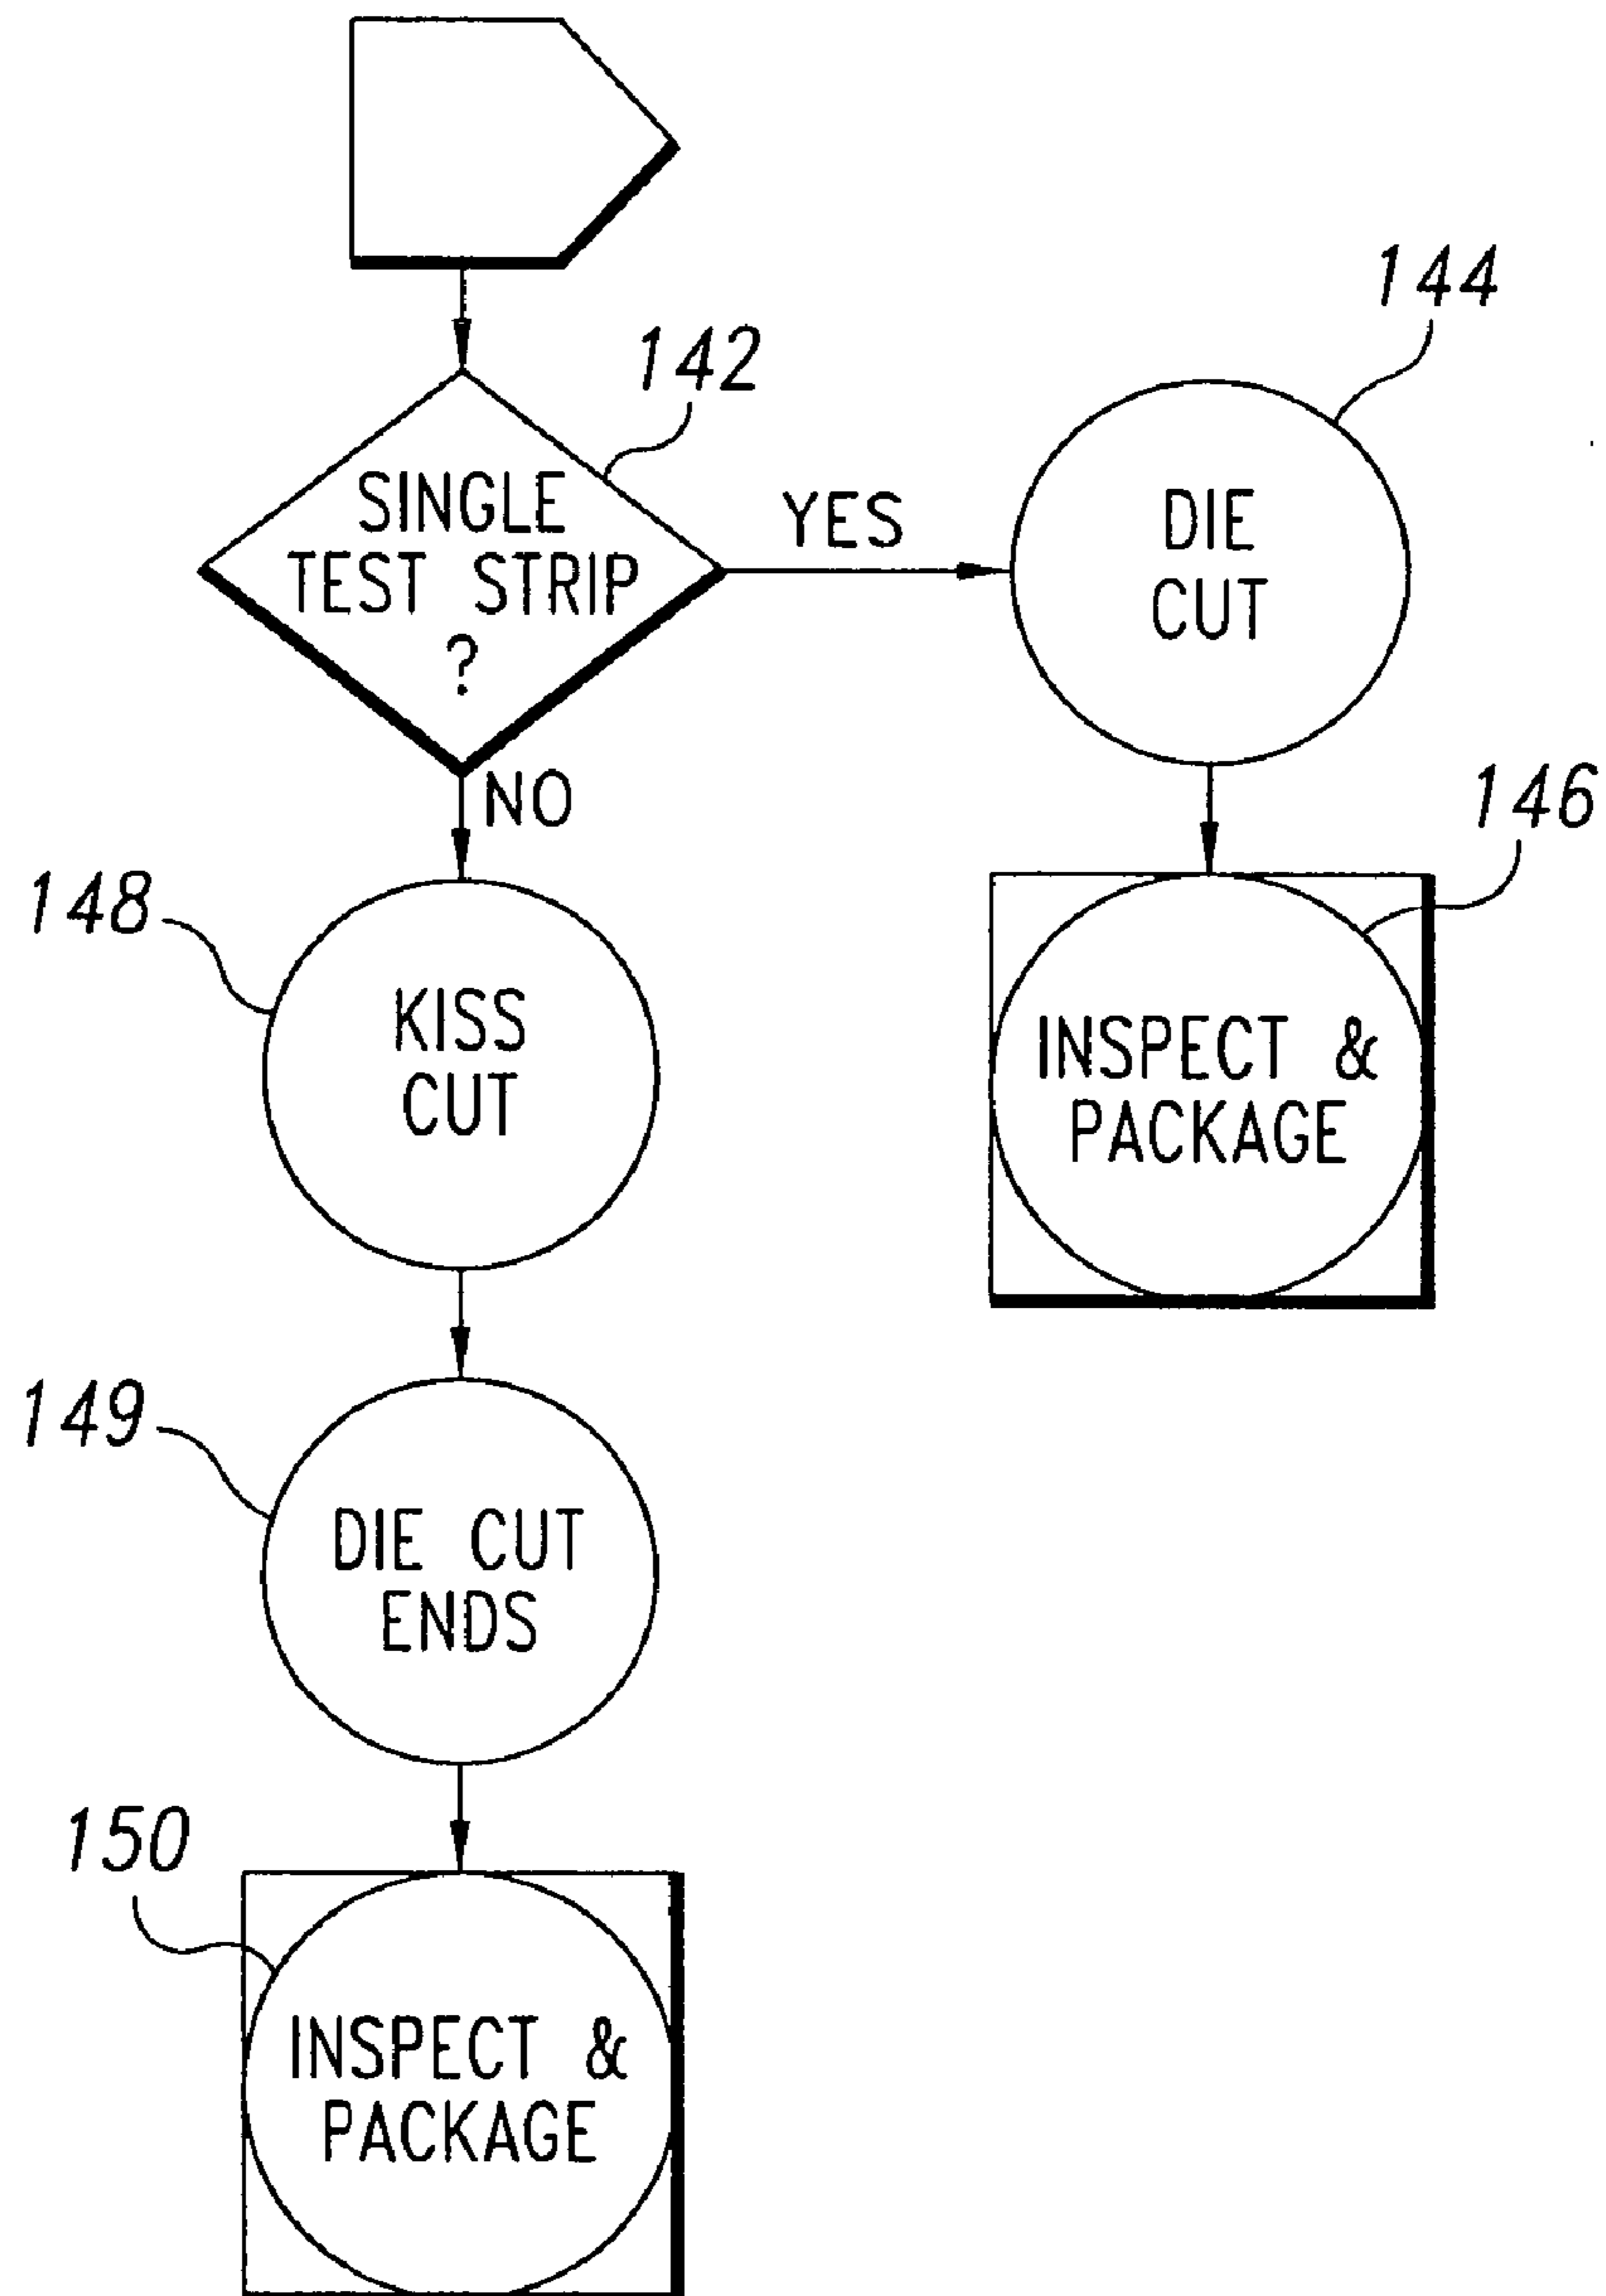 144
142
SINGLE
TEST STRIP
?
YES
DIE
CUT
NO
146
148
KISS
CUT
INSPECT &
PACKAGE
149
DIE CUT
ENDS
150
INSPECT &
PACKAGE